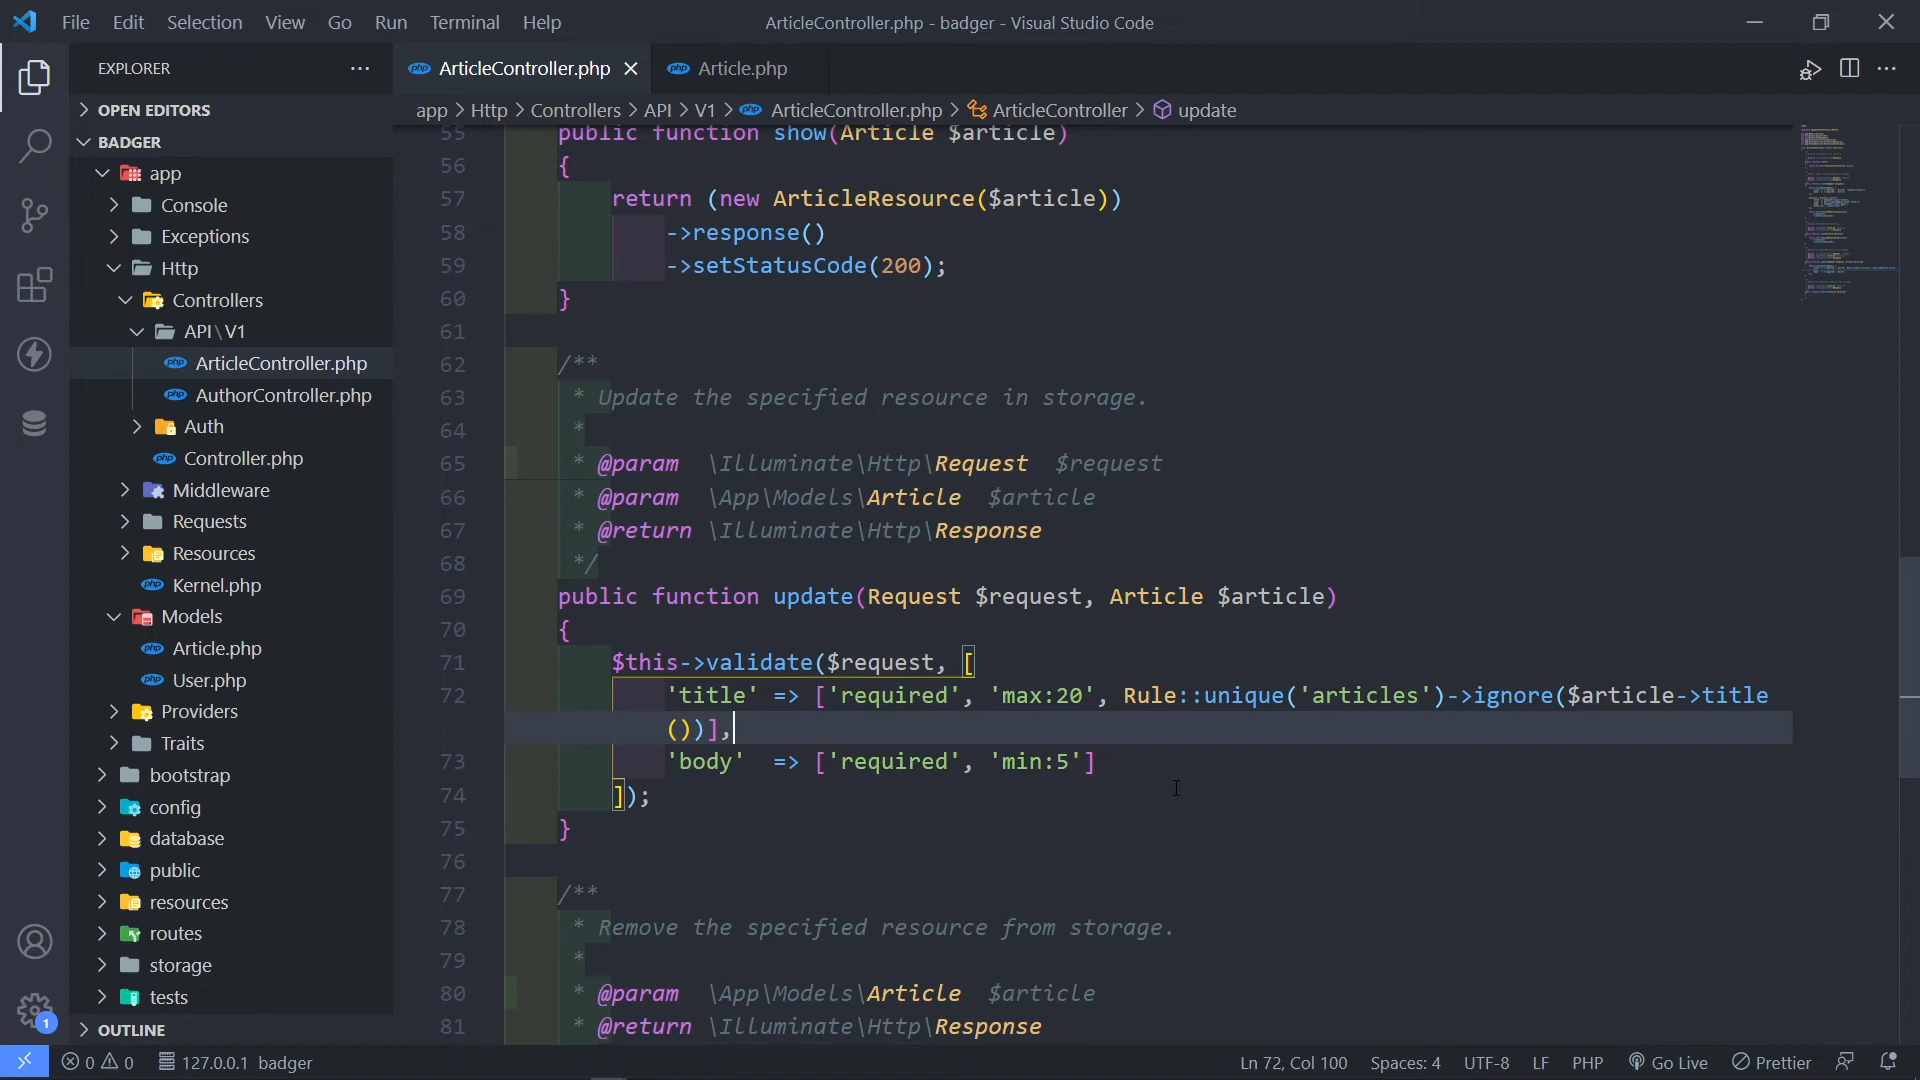 File Edit Selection View Go Run Terminal Help
ArticleController.php - badger - Visual Studio Code
EXPLORER
OPEN EDITORS
BADGER
app
Console
Exceptions
Http
Controllers
API\V1
ArticleController.php
AuthorController.php
Auth
Controller.php
Middleware
Requests
Resources
Kernel.php
Models
Article.php
User.php
Providers
Traits
bootstrap
config
database
public
resources
routes
storage
tests
OUTLINE
1
ArticleController.php
Article.php
app > Http > Controllers > API > V1 > ArticleController.php > ArticleController > update
55 public function show(Article $article)
56 {
57 return (new ArticleResource($article))
58 ->response()
59 ->setStatusCode(200);
60 }
61
62 /**
63 * Update the specified resource in storage.
64 *
65 * @param \Illuminate\Http\Request $request
66 * @param \App\Models\Article $article
67 * @return \Illuminate\Http\Response
68 */
69 public function update(Request $request, Article $article)
70 {
71 $this->validate($request, [
72 'title' => ['required', 'max:20', Rule::unique('articles')->ignore($article->title
())],
73 'body' => ['required', 'min:5']
74 ]);
75 }
76
77 /**
78 * Remove the specified resource from storage.
79 *
80 * @param \App\Models\Article $article
81 * @return \Illuminate\Http\Response
0 0 127.0.0.1 badger
Ln 72, Col 100 Spaces: 4 UTF-8 LF PHP Go Live Prettier